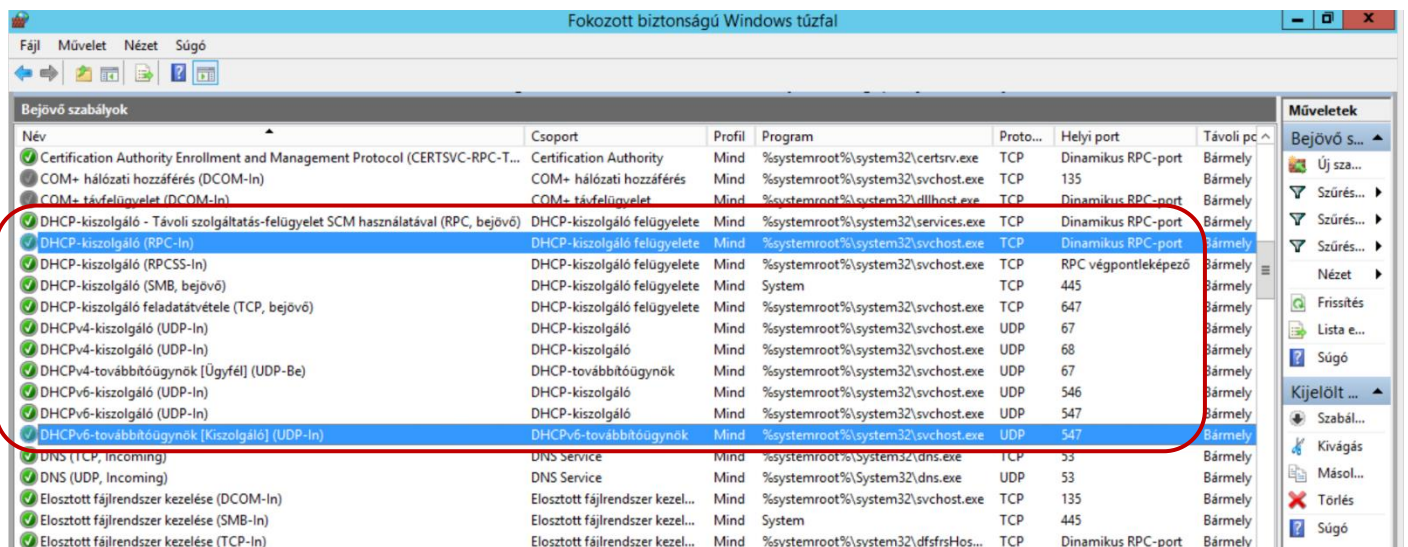 Fokozott biztonságú Windows tűzfal
Fájl Művelet Nézet Súgó
Bejövő szabályok
Műveletek
Név Csoport Profil Program Proto... Helyi port Távoli pc
Bejövő s...
Certification Authority Enrollment and Management Protocol (CERTSVC-RPC-T... Certification Authority Mind %systemroot%\system32\certsrv.exe TCP Dinamikus RPC-port Bármely
Új sza...
COM+ hálózati hozzáférés (DCOM-In) COM+ hálózati hozzáférés Mind %systemroot%\system32\svchost.exe TCP 135 Bármely
Szűrés...
COM+ távfelügyelet (DCOM-In) COM+ távfelügyelet Mind %systemroot%\system32\dllhost.exe TCP Dinamikus RPC-port Bármely
DHCP-kiszolgáló - Távoli szolgáltatás-felügyelet SCM használatával (RPC, bejövő) DHCP-kiszolgáló felügyelete Mind %systemroot%\system32\services.exe TCP Dinamikus RPC-port Bármely
Szűrés...
DHCP-kiszolgáló (RPC-In) DHCP-kiszolgáló felügyelete Mind %systemroot%\system32\svchost.exe TCP Dinamikus RPC-port Bármely
Szűrés...
DHCP-kiszolgáló (RPCSS-In) DHCP-kiszolgáló felügyelete Mind %systemroot%\system32\svchost.exe TCP RPC végpontleképező Bármely
Nézet
DHCP-kiszolgáló (SMB, bejövő) DHCP-kiszolgáló felügyelete Mind System TCP 445 Bármely
DHCP-kiszolgáló feladatátvétele (TCP, bejövő) DHCP-kiszolgáló felügyelete Mind %systemroot%\system32\svchost.exe TCP 647 Bármely
Frissítés
DHCPv4-kiszolgáló (UDP-In) DHCP-kiszolgáló Mind %systemroot%\system32\svchost.exe UDP 67 Bármely
Lista e...
DHCPv4-kiszolgáló (UDP-In) DHCP-kiszolgáló Mind %systemroot%\system32\svchost.exe UDP 68 Bármely
Súgó
DHCPv4-továbbítóügynök [Ügyfél] (UDP-Be) DHCP-továbbítóügynök Mind %systemroot%\system32\svchost.exe UDP 67 Bármely
DHCPv6-kiszolgáló (UDP-In) DHCP-kiszolgáló Mind %systemroot%\system32\svchost.exe UDP 546 Bármely
Kijelölt ...
DHCPv6-kiszolgáló (UDP-In) DHCP-kiszolgáló Mind %systemroot%\system32\svchost.exe UDP 547 Bármely
Szabál...
DHCPv6-továbbítóügynök [Kiszolgáló] (UDP-In) DHCPv6-továbbítóügynök Mind %systemroot%\system32\svchost.exe UDP 547 Bármely
Kivágás
DNS (TCP, Incoming) DNS Service Mind %systemroot%\System32\dns.exe TCP 53 Bármely
DNS (UDP, Incoming) DNS Service Mind %systemroot%\System32\dns.exe UDP 53 Bármely
Másol...
Elosztott fájlrendszer kezelése (DCOM-In) Elosztott fájlrendszer kezel... Mind %systemroot%\system32\svchost.exe TCP 135 Bármely
Törlés
Elosztott fájlrendszer kezelése (SMB-In) Elosztott fájlrendszer kezel... Mind System TCP 445 Bármely
Súgó
Elosztott fájlrendszer kezelése (TCP-In) Elosztott fájlrendszer kezel... Mind %systemroot%\system32\dfsfrsHos... TCP Dinamikus RPC-port Bármely